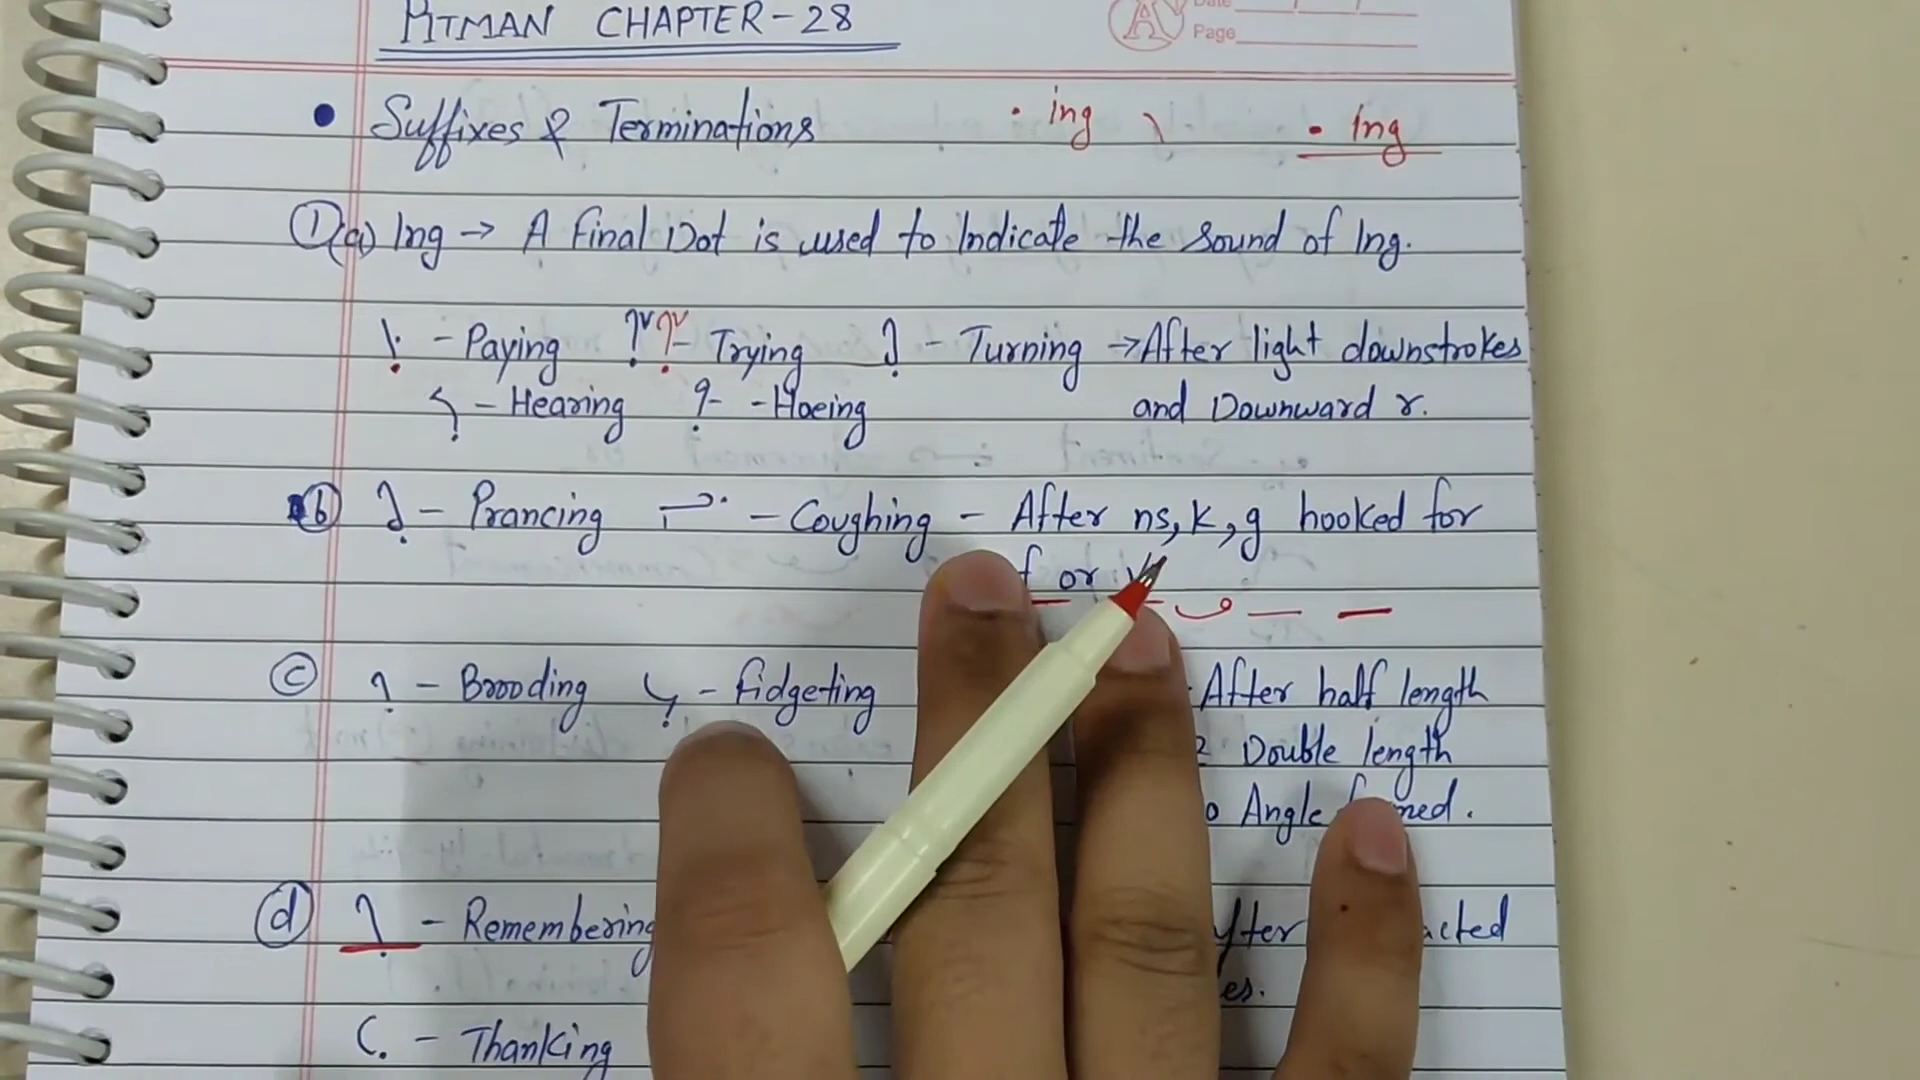 PITMAN CHAPTER-28
Date
Page
• Suffixes & Terminations · ing • Ing
① (a) Ing → A final Dot is used to Indicate the sound of Ing.
- Paying - Trying - Turning → After light downstrokes
- Hearing - Hoeing and Downward r.
(b) - Prancing - Coughing - After ns, k, g hooked for
f or
(c) - Brooding - fidgeting After half length
Double length
Angle
(d) - Remembering
- Thanking